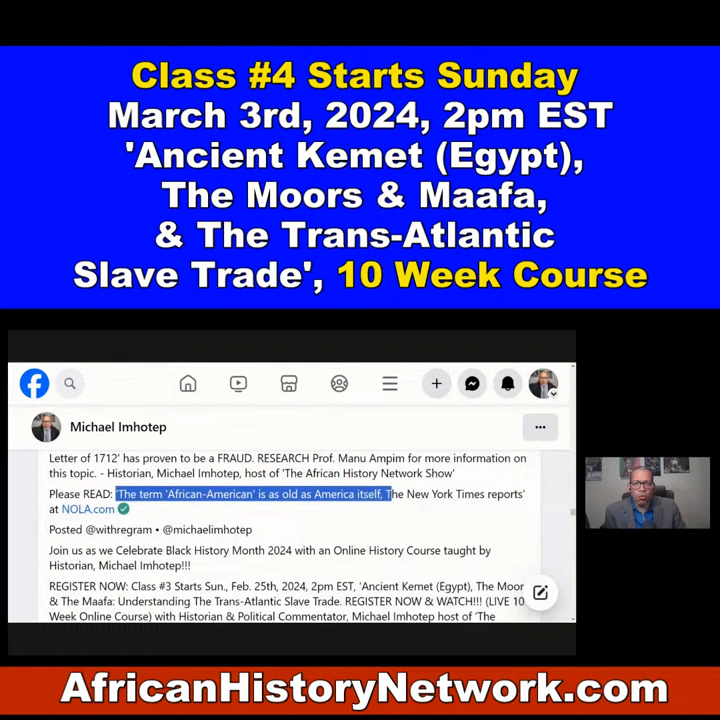 Class #4 Starts Sunday
March 3rd, 2024, 2pm EST
'Ancient Kemet (Egypt),
The Moors & Maafa,
& The Trans-Atlantic
Slave Trade', 10 Week Course
Michael Imhotep
Letter of 1712' has proven to be a FRAUD. RESEARCH Prof. Manu Ampim for more information on
this topic. - Historian, Michael Imhotep, host of 'The African History Network Show'
Please READ: 'The term 'African-American' is as old as America itself, The New York Times reports'
at NOLA.com
Posted @withregram • @michaelimhotep
Join us as we Celebrate Black History Month 2024 with an Online History Course taught by
Historian, Michael Imhotep!!!
REGISTER NOW: Class #3 Starts Sun., Feb. 25th, 2024, 2pm EST, 'Ancient Kemet (Egypt), The Moor
& The Maafa: Understanding The Trans-Atlantic Slave Trade. REGISTER NOW & WATCH!!! (LIVE 10
Week Online Course) with Historian & Political Commentator, Michael Imhotep host of 'The
AfricanHistoryNetwork.com